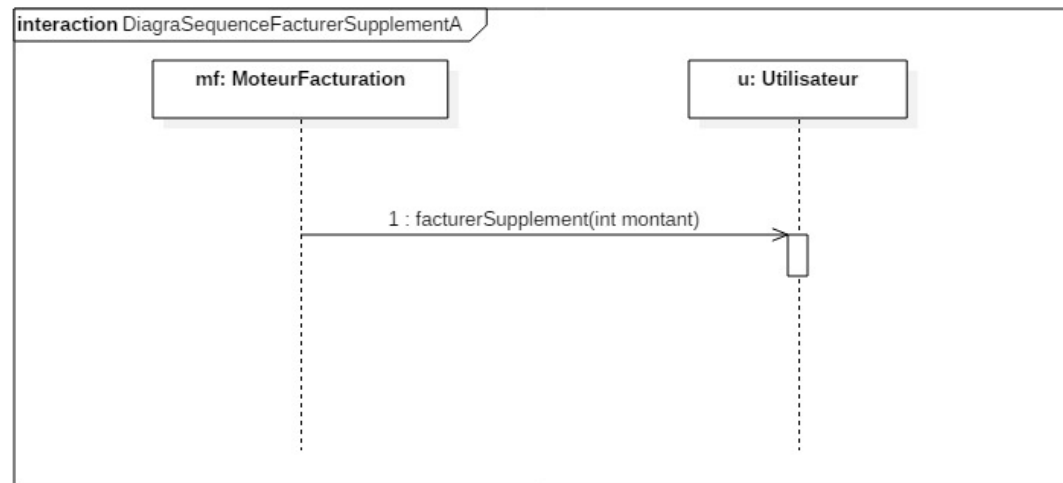 interaction DiagraSequenceFacturerSupplementA
mf: MoteurFacturation
u: Utilisateur
1 : facturerSupplement(int montant)